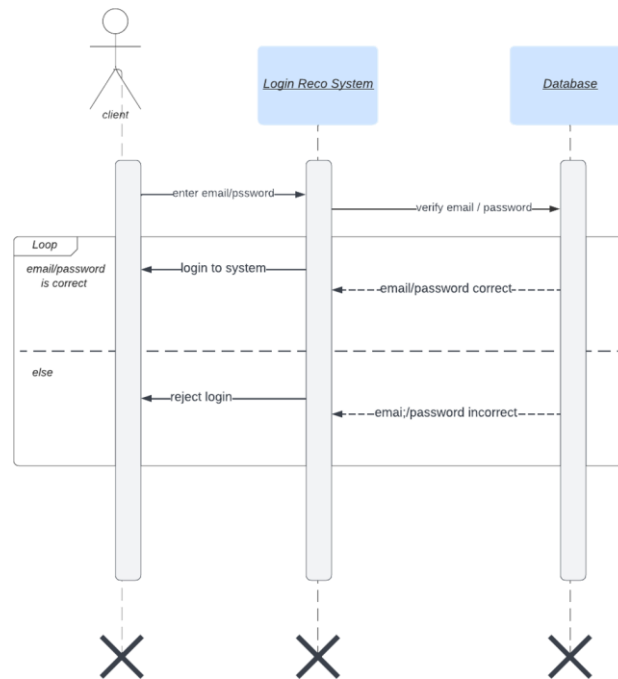 client
Login Reco System
Database
enter email/pssword
verify email / password
Loop
email/password
is correct
login to system
email/password correct
else
reject login
emai;/password incorrect